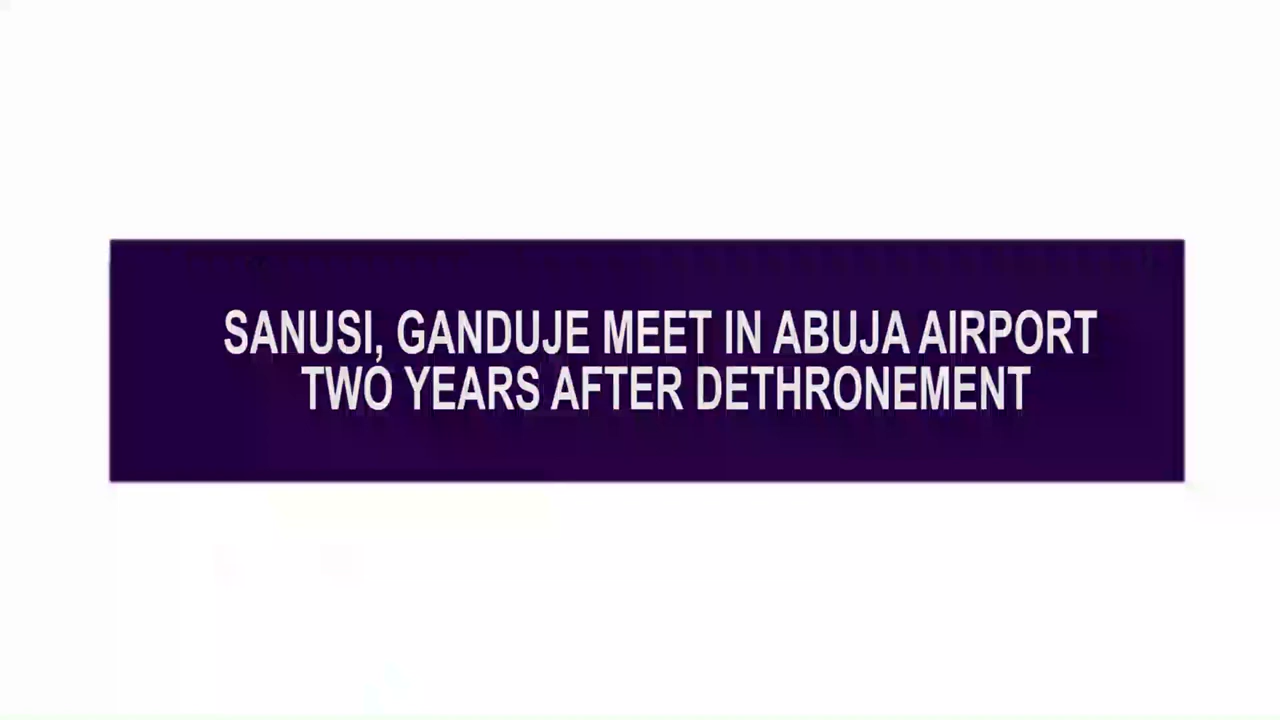 SANUSI, GANDUJE MEET IN ABUJA AIRPORT
TWO YEARS AFTER DETHRONEMENT